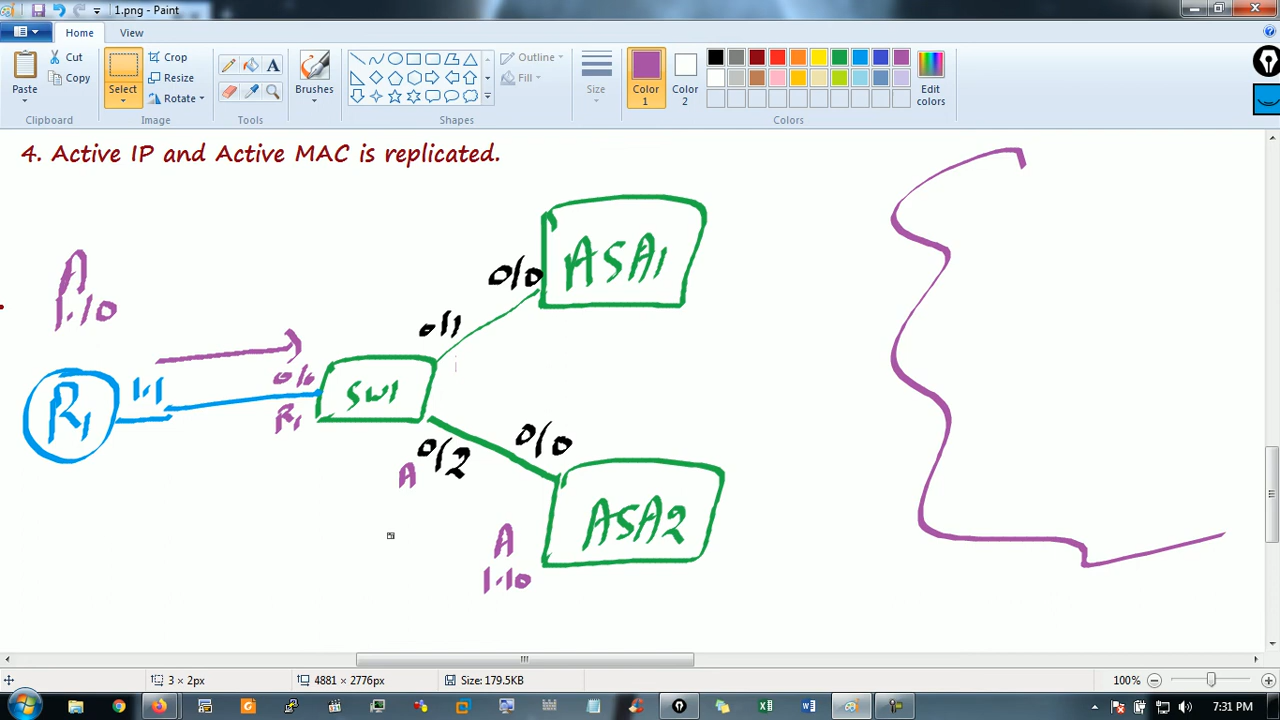 1.png - Paint
Home
View
Paste
Cut
Copy
Clipboard
Select
Crop
Resize
Rotate
Image
Tools
Brushes
Shapes
Outline
Fill
Size
Color 1
Color 2
Edit colors
Colors
4. Active IP and Active MAC is replicated.
ASA1
0/0
A
1.10
0/1
R1
1.1
0/0
SW1
R1
0/2
0/0
A
ASA2
A
1.10
3 × 2px
4881 × 2776px
Size: 179.5KB
100%
7:31 PM